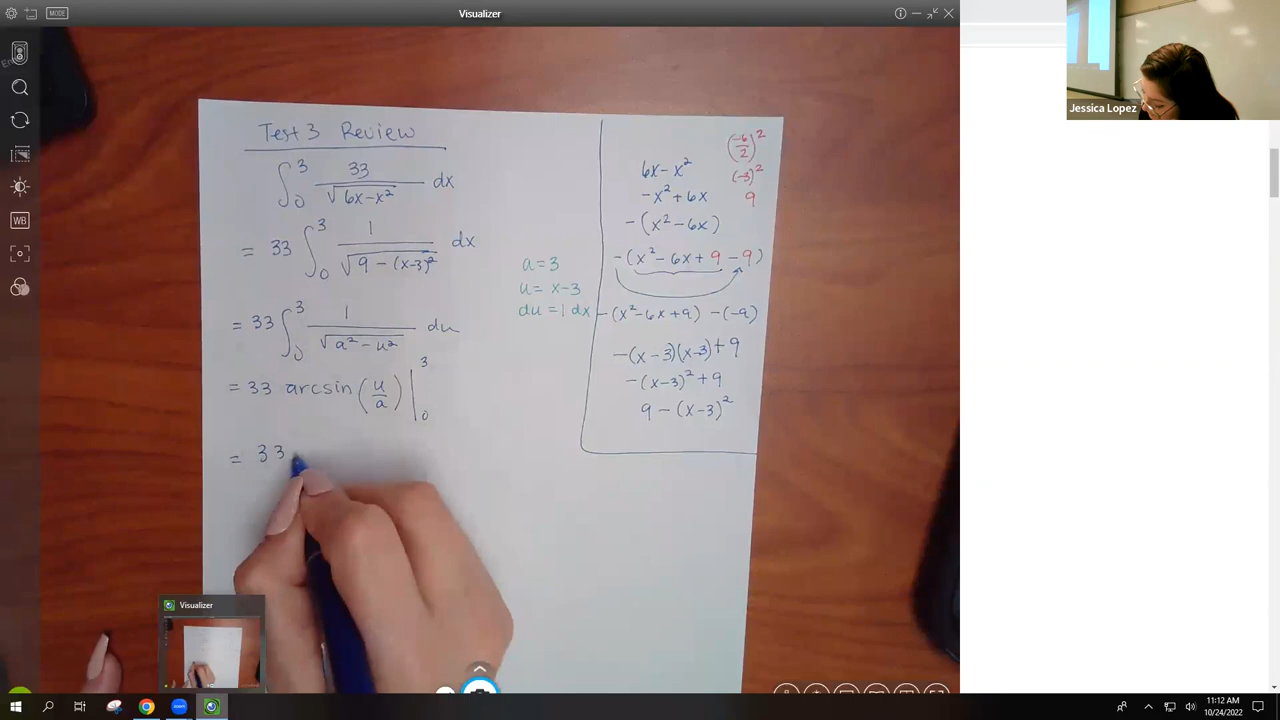 MODE
Visualizer
Jessica Lopez
WB
Test 3 Review
∫₀³ 33/√(6x-x²) dx
= 33 ∫₀³ 1/√(9-(x-3)²) dx
= 33 ∫₀³ 1/√(a²-u²) du
= 33 arcsin(u/a) |₀³
= 33
a=3
u= x-3
du =1 dx
(-6/2)²
(-3)²
9
6x-x²
-x²+6x
-(x²-6x)
-(x²-6x+9-9)
-(x²-6x+9) -(-9)
-(x-3)(x-3)+9
-(x-3)²+9
9-(x-3)²
Visualizer
11:12 AM
10/24/2022